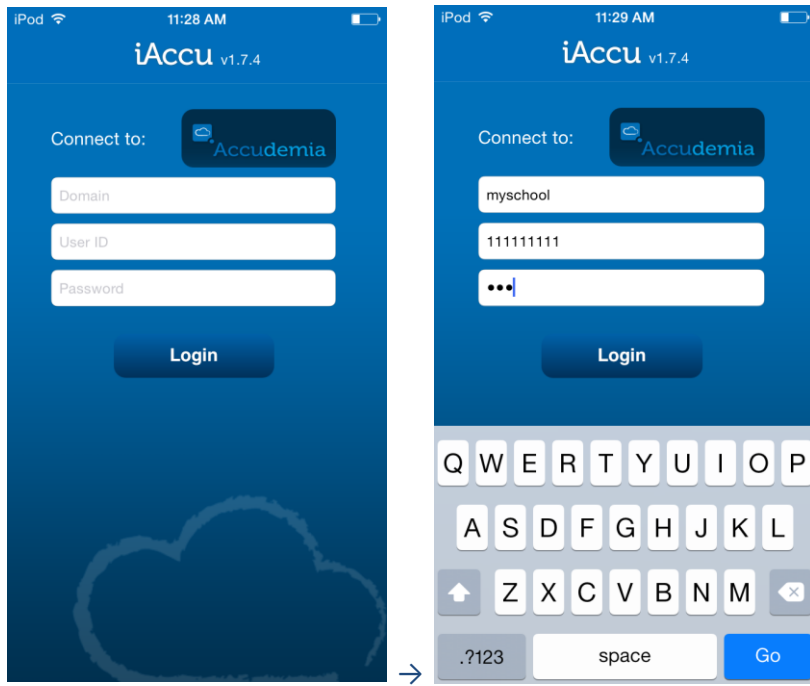 iPod 11:28 AM
iAccu v1.7.4
Connect to: Accudemia
Domain
User ID
Password
Login
→
iPod 11:29 AM
iAccu v1.7.4
Connect to: Accudemia
myschool
111111111
•••
Login
Q W E R T Y U I O P
A S D F G H J K L
Z X C V B N M
.?123 space Go